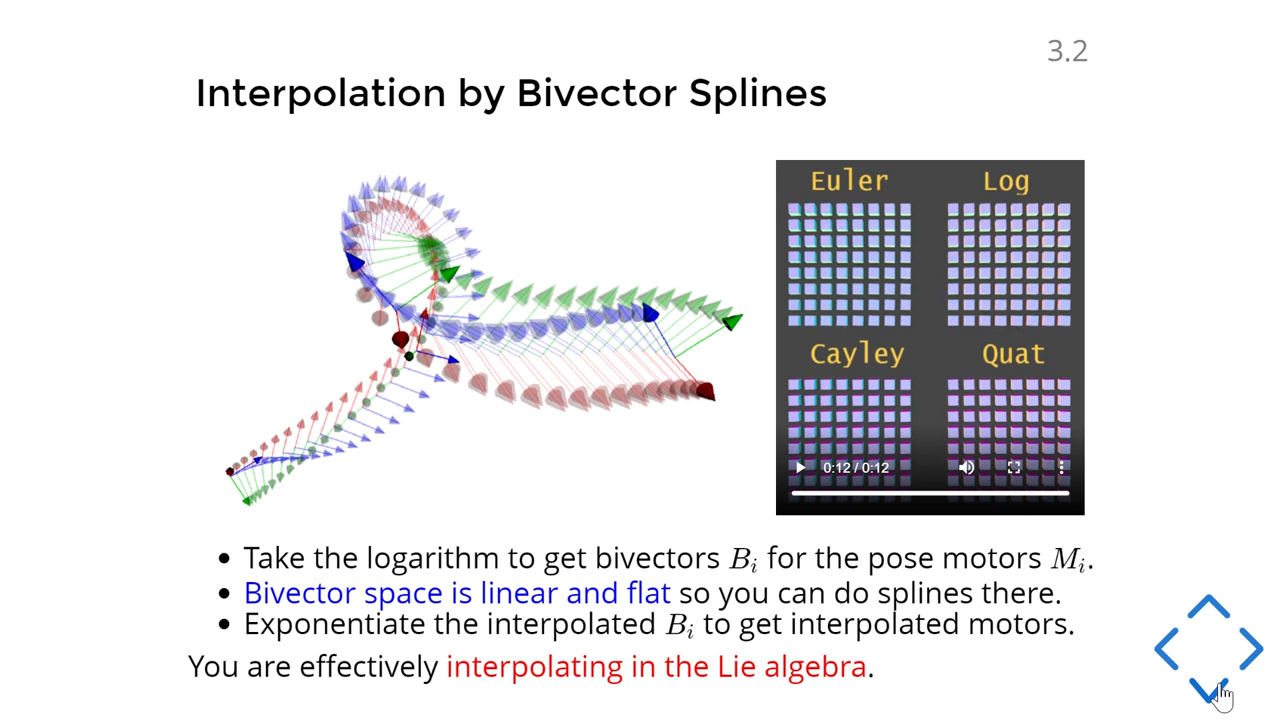 3.2
Interpolation by Bivector Splines
Euler
Log
Cayley
Quat
0:12 / 0:12
Take the logarithm to get bivectors Bᵢ for the pose motors Mᵢ.
Bivector space is linear and flat so you can do splines there.
Exponentiate the interpolated Bᵢ to get interpolated motors.
You are effectively interpolating in the Lie algebra.